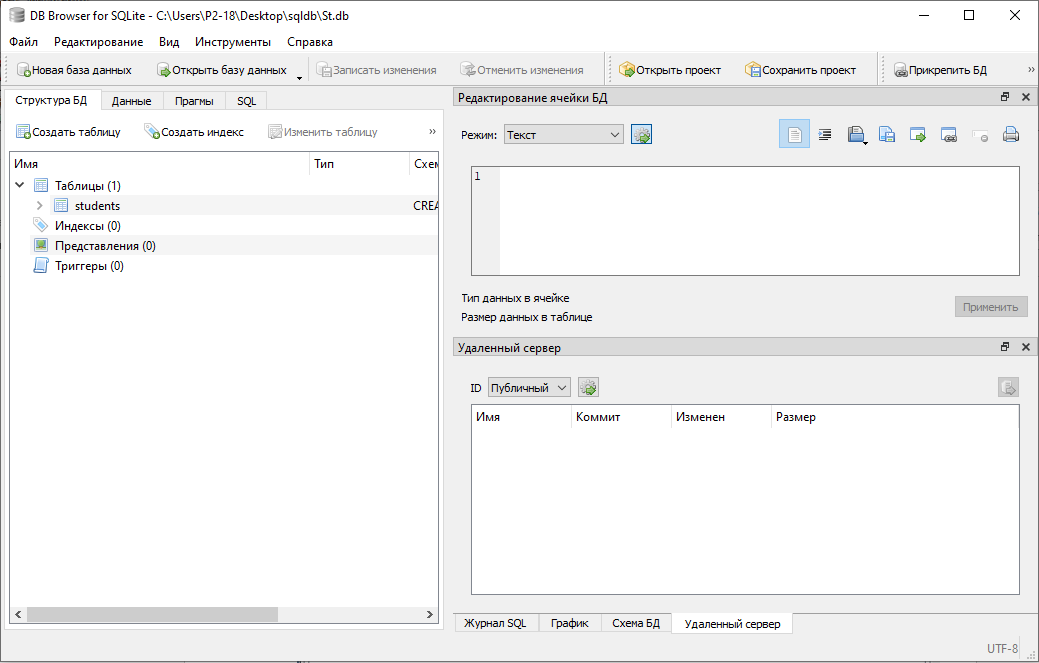 DB Browser for SQLite - C:\Users\P2-18\Desktop\sqldb\St.db
Файл Редактирование Вид Инструменты Справка
Новая база данных Открыть базу данных Записать изменения Отменить изменения Открыть проект Сохранить проект Прикрепить БД »
Структура БД Данные Прагмы SQL
Создать таблицу Создать индекс Изменить таблицу »
Имя Тип Схем
Таблицы (1)
students CREA
Индексы (0)
Представления (0)
Триггеры (0)
Редактирование ячейки БД
Режим: Текст
1
Тип данных в ячейке
Размер данных в таблице
Применить
Удаленный сервер
ID Публичный
Имя Коммит Изменен Размер
Журнал SQL График Схема БД Удаленный сервер
UTF-8